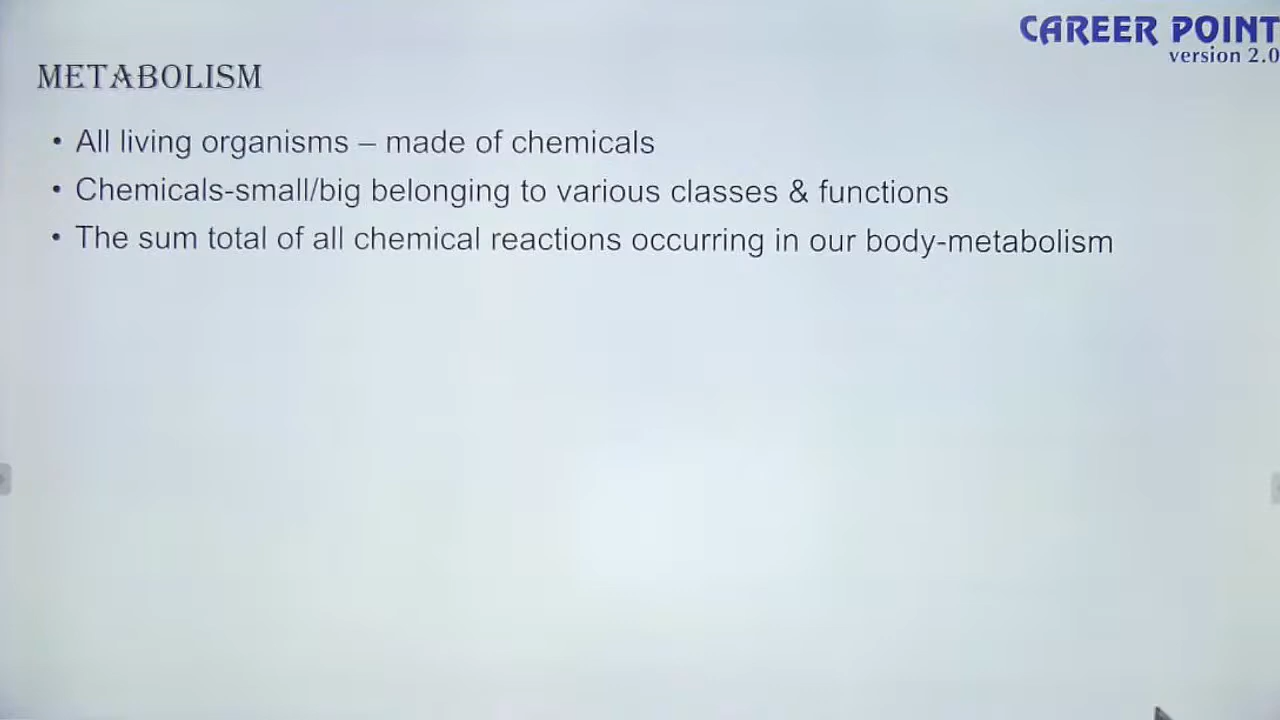 CAREER POINT
version 2.0
METABOLISM
• All living organisms – made of chemicals
• Chemicals-small/big belonging to various classes & functions
• The sum total of all chemical reactions occurring in our body-metabolism